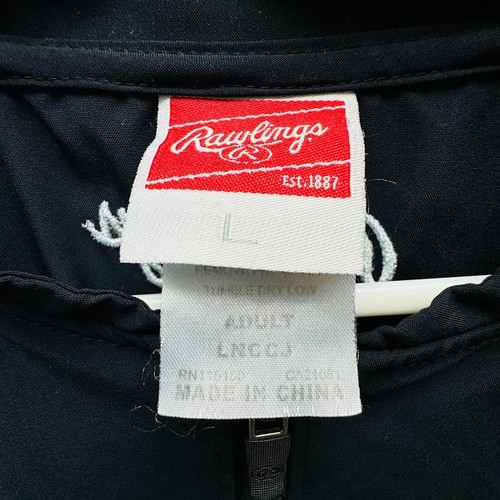 Rawlings
R
EST. 1887
L
TUMBLE DRY LOW
ADULT
LNCCJ
MADE IN CHINA